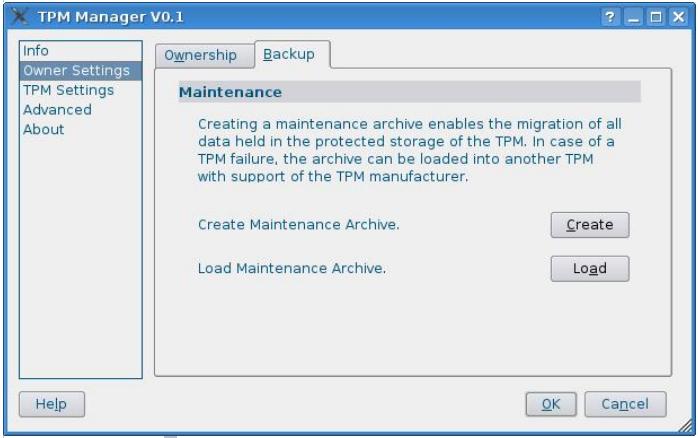 TPM Manager V0.1
Info
Owner Settings
TPM Settings
Advanced
About
Ownership
Backup
Maintenance
Creating a maintenance archive enables the migration of all
data held in the protected storage of the TPM. In case of a
TPM failure, the archive can be loaded into another TPM
with support of the TPM manufacturer.
Create Maintenance Archive.
Create
Load Maintenance Archive.
Load
Help
OK
Cancel